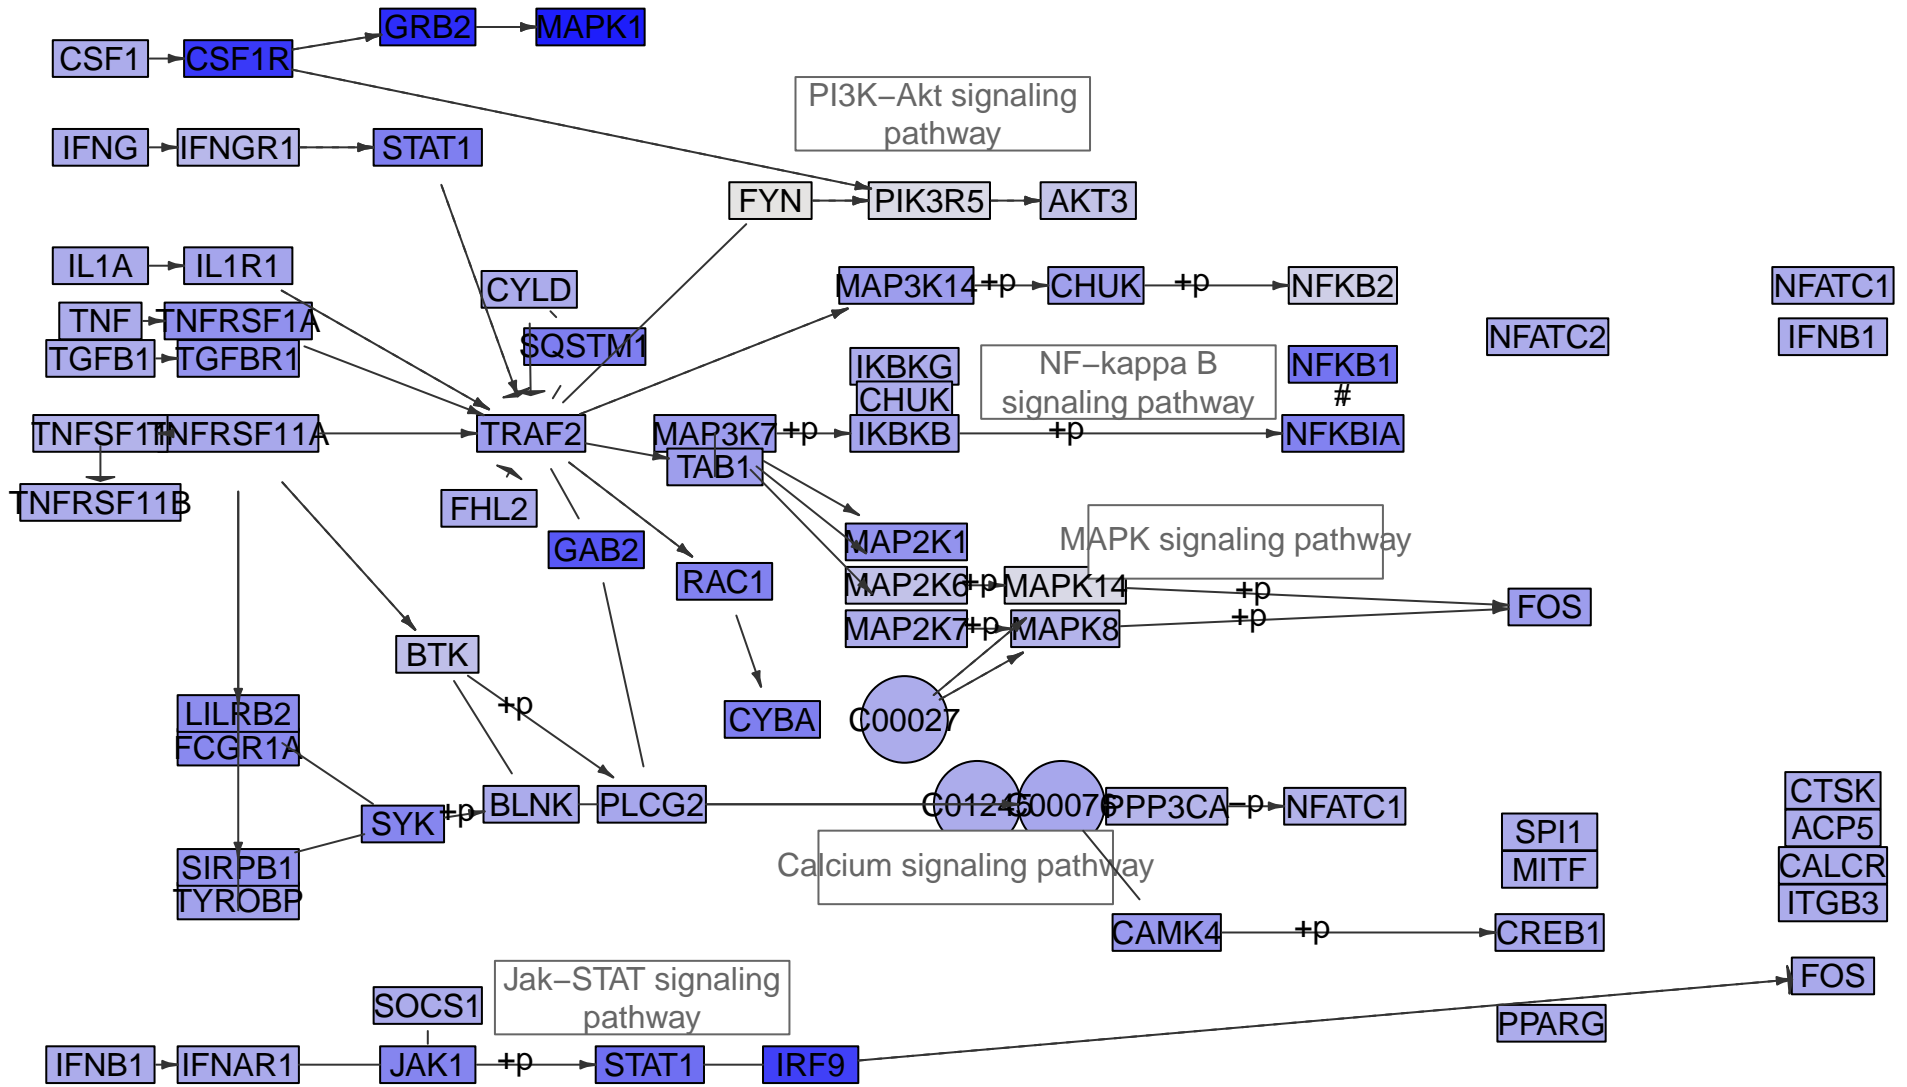 GRB2
MAPK1
CSF1
CSF1R
PI3K−Akt signaling
pathway
IFNG
IFNGR1
STAT1
FYN
PIK3R5
AKT3
IL1A
IL1R1
CYLD
MAP3K14
+p
CHUK
+p
NFKB2
NFATC1
TNF
TNFRSF1A
SQSTM1
NFATC2
IFNB1
TGFB1
TGFBR1
IKBKG
NF−kappa B
signaling pathway
NFKB1
#
CHUK
TNFRSF11A
TRAF2
MAP3K7
+p
IKBKB
+p
NFKBIA
TAB1
TNFRSF11B
FHL2
GAB2
MAP2K1
MAPK signaling pathway
RAC1
MAP2K6
+p
MAPK14
+p
FOS
MAP2K7
+p
MAPK8
+p
BTK
+p
LILRB2
FCGR1A
CYBA
C00027
SYK
+p
BLNK
PLCG2
C01245
C00076
PPP3CA
−p
NFATC1
CTSK
SPI1
ACP5
Calcium signaling pathway
SIRPB1
MITF
CALCR
TYROBP
ITGB3
CAMK4
+p
CREB1
SOCS1
Jak−STAT signaling
pathway
FOS
PPARG
IFNB1
IFNAR1
JAK1
+p
STAT1
IRF9